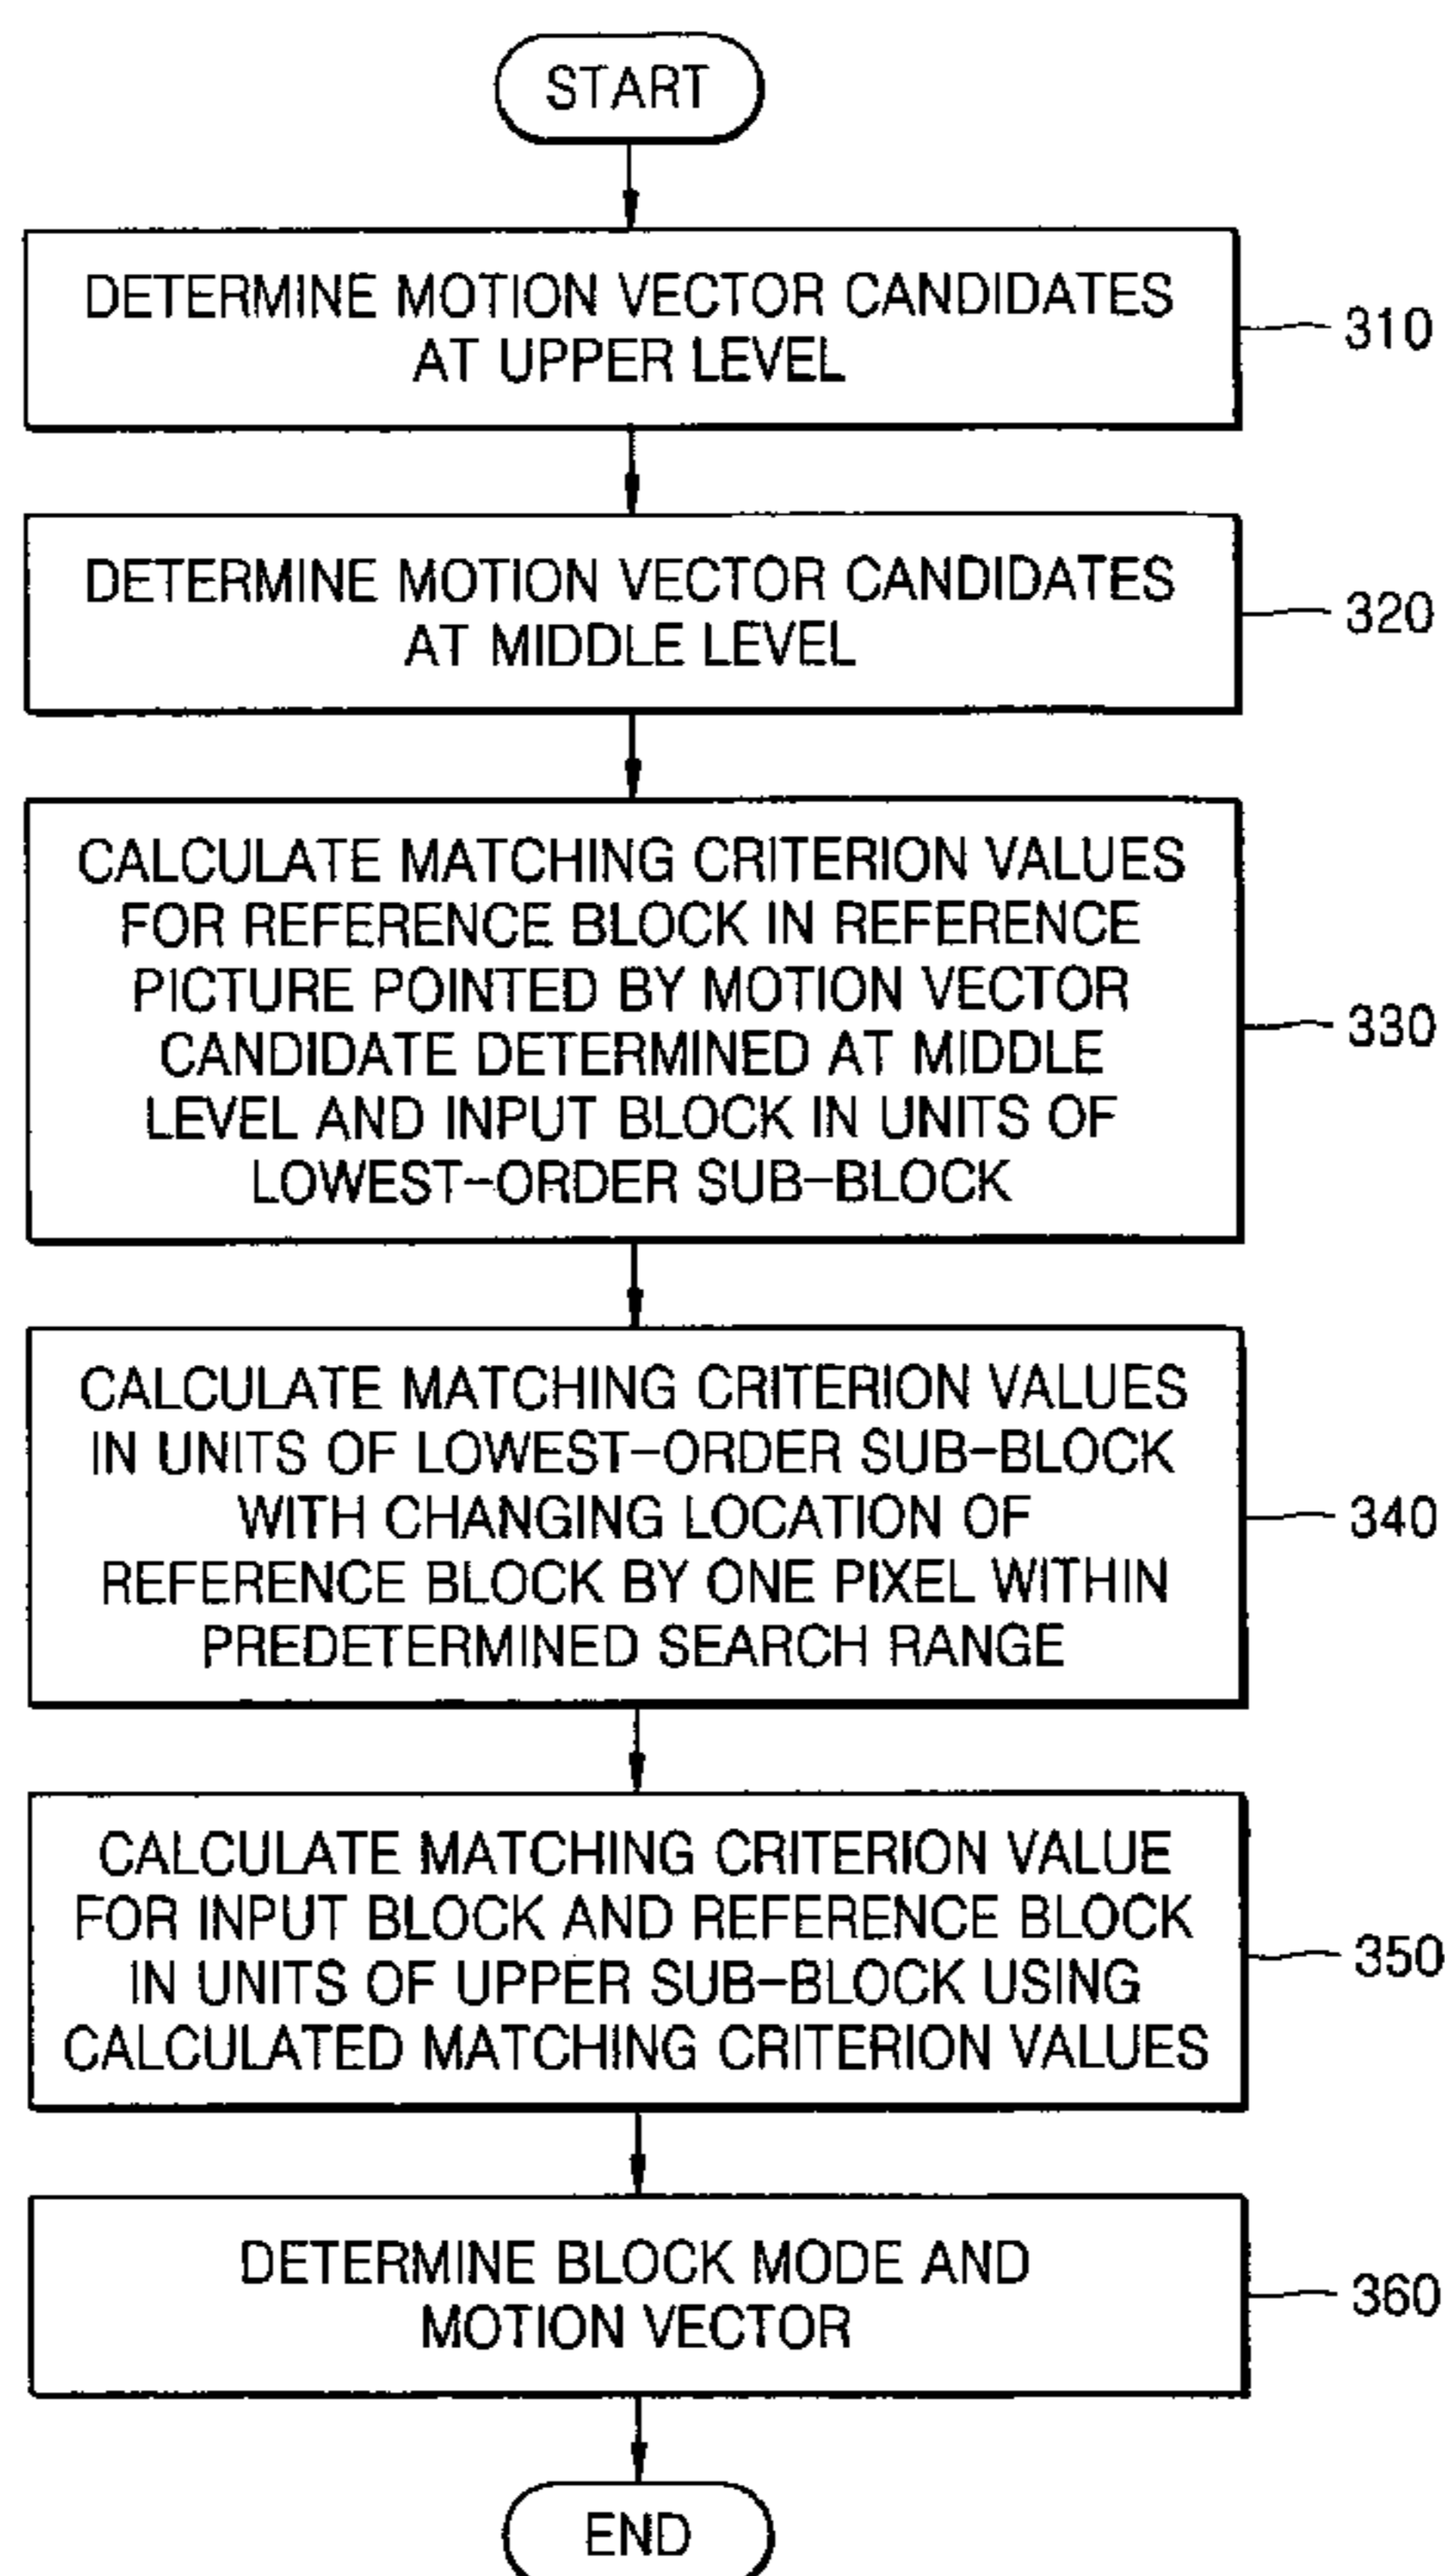 START
DETERMINE MOTION VECTOR CANDIDATES
AT UPPER LEVEL
310
DETERMINE MOTION VECTOR CANDIDATES
AT MIDDLE LEVEL
320
CALCULATE MATCHING CRITERION VALUES
FOR REFERENCE BLOCK IN REFERENCE
PICTURE POINTED BY MOTION VECTOR
CANDIDATE DETERMINED AT MIDDLE
LEVEL AND INPUT BLOCK IN UNITS OF
LOWEST-ORDER SUB-BLOCK
330
CALCULATE MATCHING CRITERION VALUES
IN UNITS OF LOWEST-ORDER SUB-BLOCK
WITH CHANGING LOCATION OF
REFERENCE BLOCK BY ONE PIXEL WITHIN
PREDETERMINED SEARCH RANGE
340
CALCULATE MATCHING CRITERION VALUE
FOR INPUT BLOCK AND REFERENCE BLOCK
IN UNITS OF UPPER SUB-BLOCK USING
CALCULATED MATCHING CRITERION VALUES
350
DETERMINE BLOCK MODE AND
MOTION VECTOR
360
END